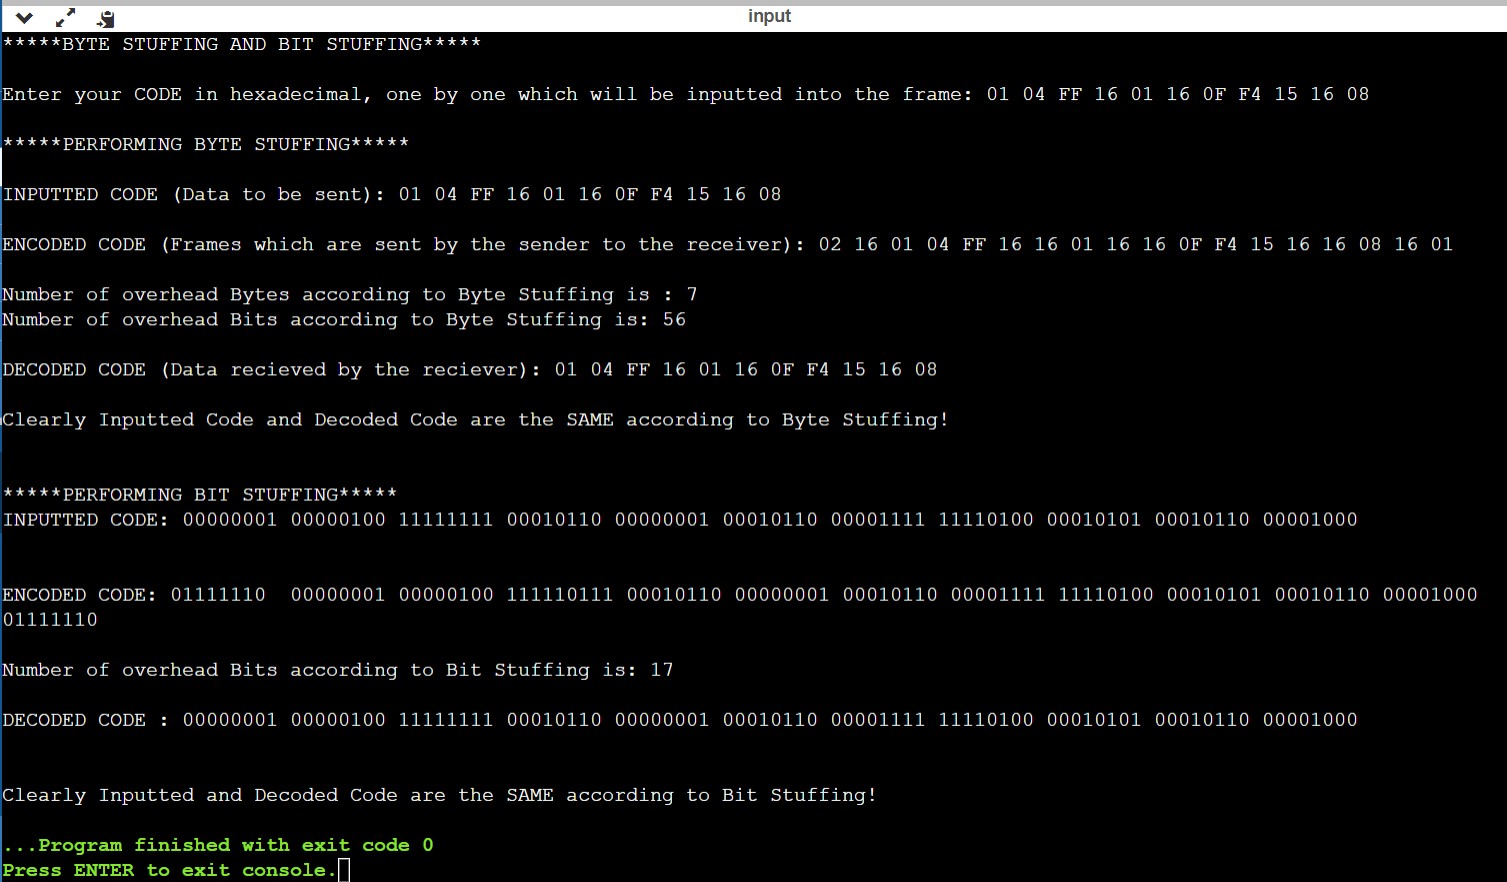 input
*****BYTE STUFFING AND BIT STUFFING*****
Enter your CODE in hexadecimal, one by one which will be inputted into the frame: 01 04 FF 16 01 16 0F F4 15 16 08
*****PERFORMING BYTE STUFFING*****
INPUTTED CODE (Data to be sent): 01 04 FF 16 01 16 0F F4 15 16 08
ENCODED CODE (Frames which are sent by the sender to the receiver): 02 16 01 04 FF 16 16 01 16 16 0F F4 15 16 16 08 16 01
Number of overhead Bytes according to Byte Stuffing is : 7
Number of overhead Bits according to Byte Stuffing is: 56
DECODED CODE (Data recieved by the reciever): 01 04 FF 16 01 16 0F F4 15 16 08
Clearly Inputted Code and Decoded Code are the SAME according to Byte Stuffing!
*****PERFORMING BIT STUFFING*****
INPUTTED CODE: 00000001 00000100 11111111 00010110 00000001 00010110 00001111 11110100 00010101 00010110 00001000
ENCODED CODE: 01111110  00000001 00000100 111110111 00010110 00000001 00010110 00001111 11110100 00010101 00010110 00001000
01111110
Number of overhead Bits according to Bit Stuffing is: 17
DECODED CODE : 00000001 00000100 11111111 00010110 00000001 00010110 00001111 11110100 00010101 00010110 00001000
Clearly Inputted and Decoded Code are the SAME according to Bit Stuffing!
...Program finished with exit code 0
Press ENTER to exit console.